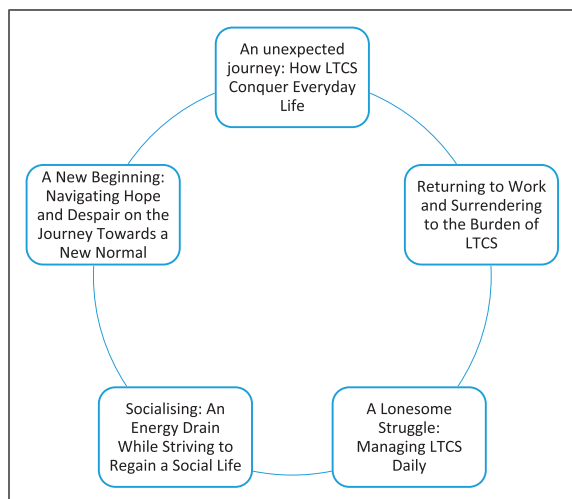 An unexpected
journey: How LTCS
Conquer Everyday
Life
Returning to Work
and Surrendering
to the Burden of
LTCS
A Lonesome
Struggle:
Managing LTCS
Daily
Socialising: An
Energy Drain
While Striving to
Regain a Social Life
A New Beginning:
Navigating Hope
and Despair on the
Journey Towards a
New Normal